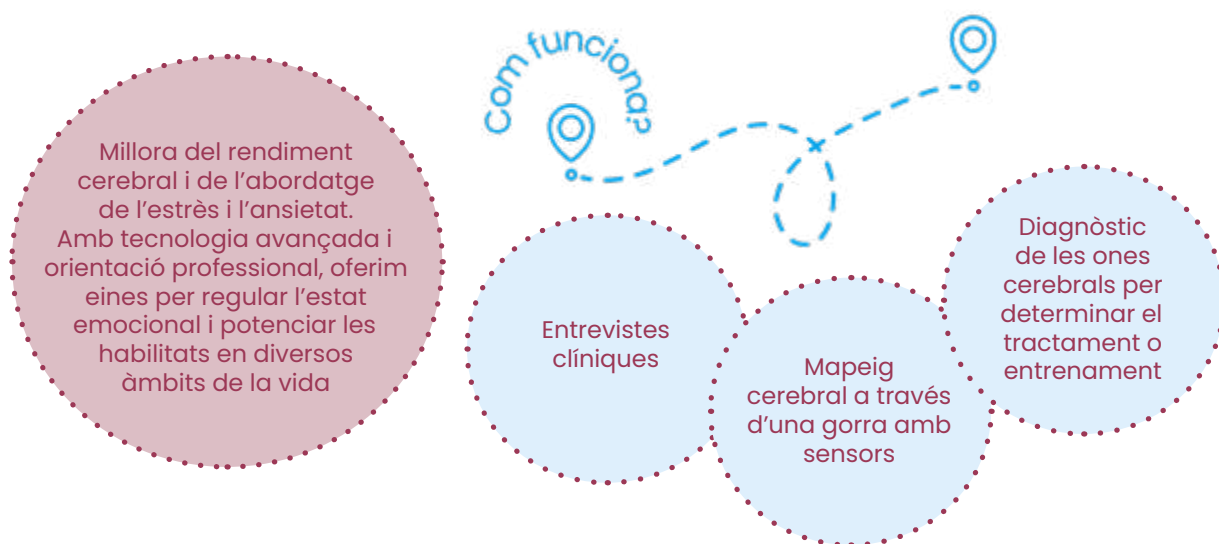 Millora del rendiment
cerebral i de l'abordatge
de l'estrès i l'ansietat.
Amb tecnologia avançada i
orientació professional, oferim
eines per regular l'estat
emocional i potenciar les
habilitats en diversos
àmbits de la vida
Com funciona?
Entrevistes
clíniques
Mapeig
cerebral a través
d'una gorra amb
sensors
Diagnòstic
de les ones
cerebrals per
determinar el
tractament o
entrenament